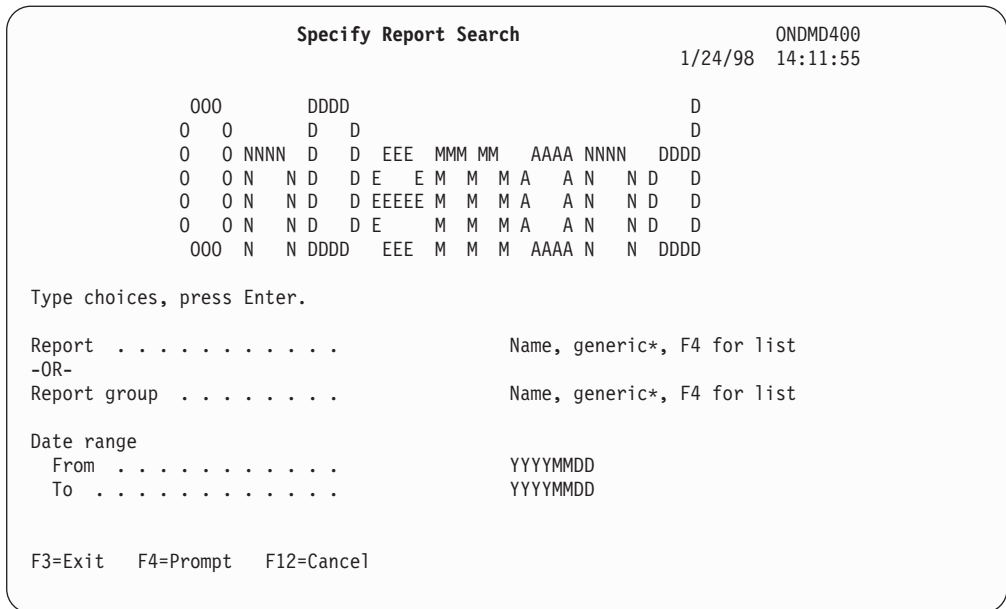 Specify Report Search ONDMD400
1/24/98 14:11:55
OOO DDDD D
O O D D D
O O NNNN D D EEE MMM MM AAAA NNNN DDDD
O O N N D D E E M M M A A N N D D
O O N N D D EEEEE M M M A A N N D D
O O N N D D E M M M A A N N D D
OOO N N DDDD EEE M M M AAAA N N DDDD
Type choices, press Enter.
Report . . . . . . . . . . . Name, generic*, F4 for list
-OR-
Report group . . . . . . . . Name, generic*, F4 for list
Date range
From . . . . . . . . . . . YYYYMMDD
To . . . . . . . . . . . . YYYYMMDD
F3=Exit F4=Prompt F12=Cancel